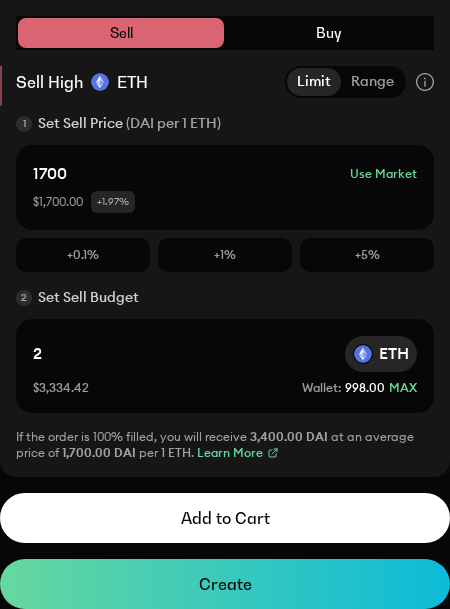 Sell
Buy
Sell High ETH
Limit
Range
1 Set Sell Price (DAI per 1 ETH)
1700
Use Market
$1,700.00 +1.97%
+0.1%
+1%
+5%
2 Set Sell Budget
2
ETH
$3,334.42
Wallet: 998.00 MAX
If the order is 100% filled, you will receive 3,400.00 DAI at an average
price of 1,700.00 DAI per 1 ETH. Learn More
Add to Cart
Create